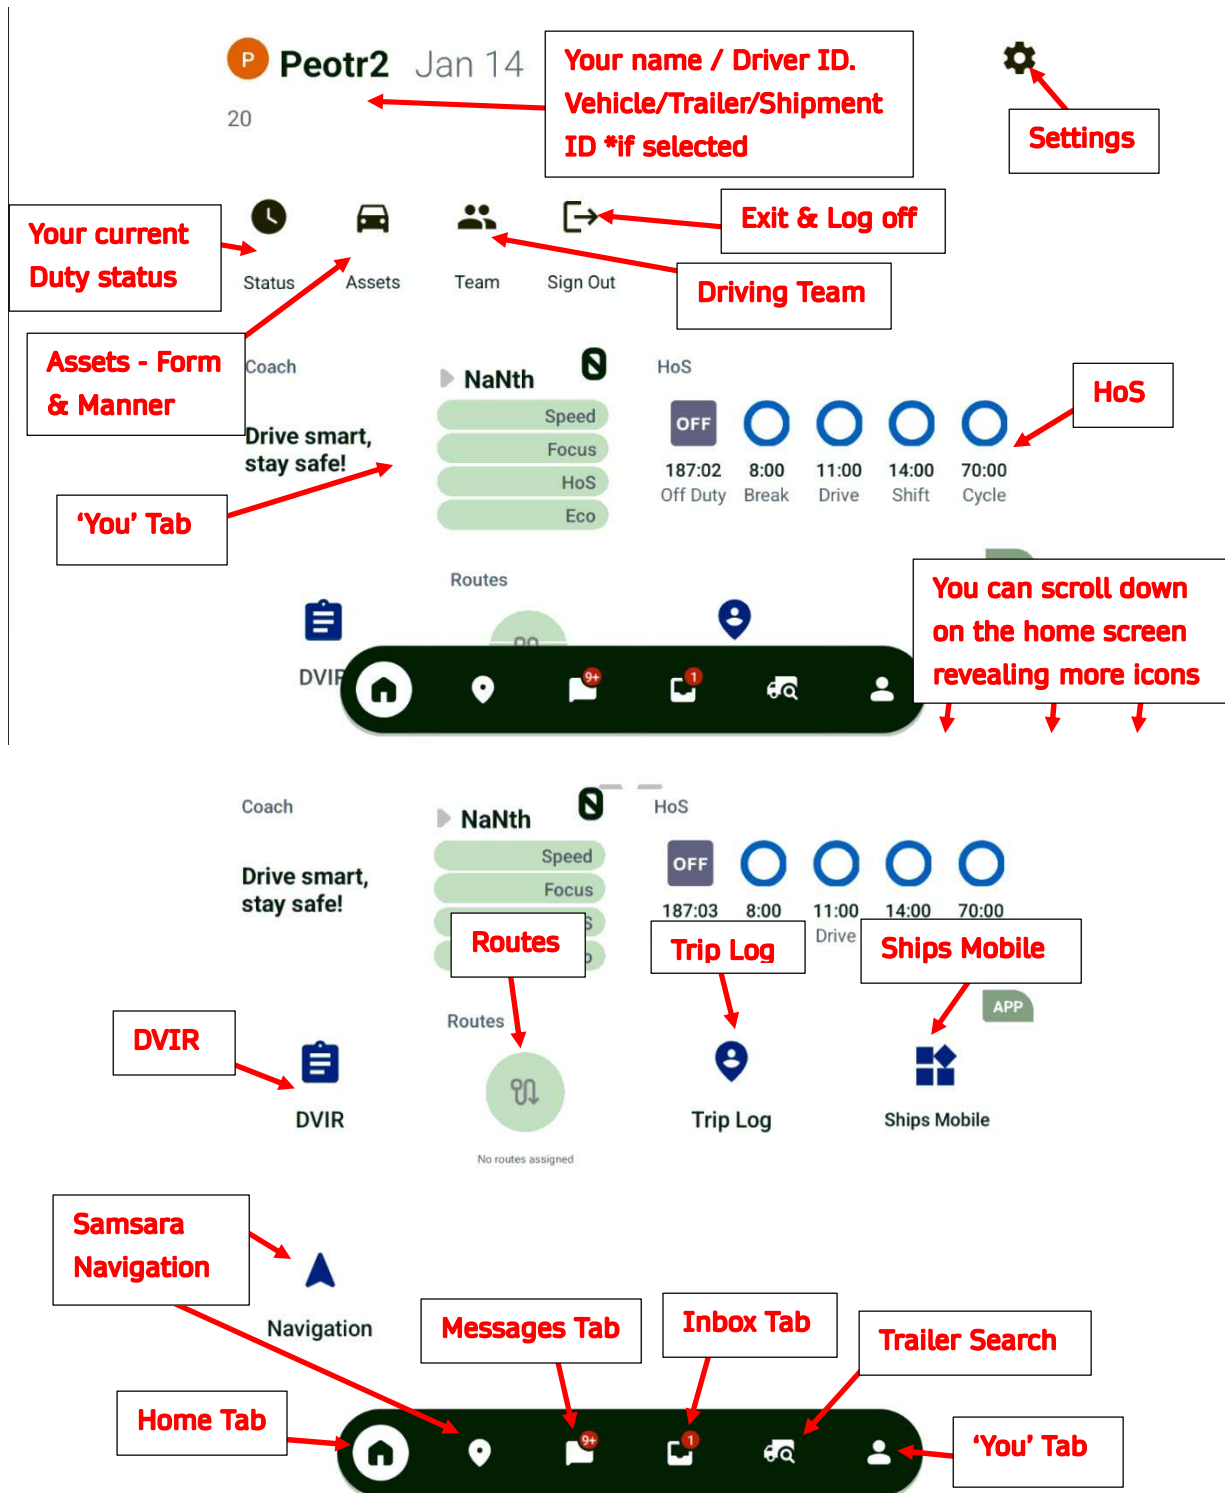 P Peotr2 Jan 14
20
Your name / Driver ID.
Vehicle/Trailer/Shipment
ID *if selected
Settings
Your current
Duty status
Exit & Log off
Status Assets Team Sign Out
Driving Team
Assets - Form
& Manner
Coach
Drive smart,
stay safe!
NaNth 0
Speed
Focus
HoS
Eco
HoS
OFF
187:02 8:00 11:00 14:00 70:00
Off Duty Break Drive Shift Cycle
HoS
‘You’ Tab
Routes
DVIR
9+ 1
You can scroll down
on the home screen
revealing more icons
Coach
Drive smart,
stay safe!
NaNth 0
Speed
Focus
HoS
OFF
187:03 8:00 11:00 14:00 70:00
Drive
Routes
Trip Log
Ships Mobile
DVIR
Routes
APP
DVIR
No routes assigned
Trip Log
Ships Mobile
Samsara
Navigation
Navigation
Messages Tab
Inbox Tab
Trailer Search
Home Tab
9+ 1
‘You’ Tab